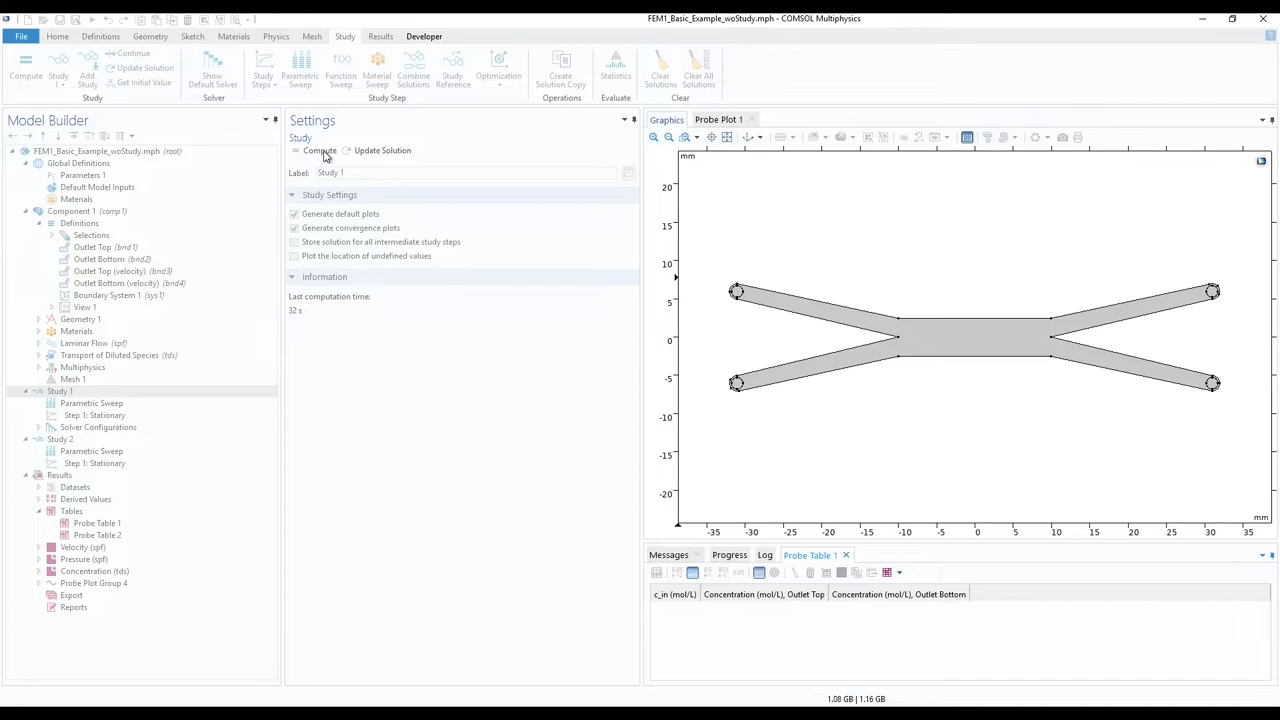 FEM1_Basic_Example_woStudy.mph - COMSOL Multiphysics
File Home Definitions Geometry Sketch Materials Physics Mesh Study Results Developer
Compute
Study 1
Add Study
Continue
Update Solution
Get Initial Value
Show Default Solver
Study Steps
Parametric Sweep
Function Sweep
Material Sweep
Combine Solutions
Study Reference
Optimization
Create Solution Copy
Statistics
Clear Solutions
Clear All Solutions
Study Solver Study Step Operations Evaluate Clear
Model Builder
FEM1_Basic_Example_woStudy.mph (root)
Global Definitions
Parameters 1
Default Model Inputs
Materials
Component 1 (comp1)
Definitions
Selections
Outlet Top (bnd1)
Outlet Bottom (bnd2)
Outlet Top (velocity) (bnd3)
Outlet Bottom (velocity) (bnd4)
Boundary System 1 (sys1)
View 1
Geometry 1
Materials
Laminar Flow (spf)
Transport of Diluted Species (tds)
Multiphysics
Mesh 1
Study 1
Parametric Sweep
Step 1: Stationary
Solver Configurations
Study 2
Parametric Sweep
Step 1: Stationary
Results
Datasets
Derived Values
Tables
Probe Table 1
Probe Table 2
Velocity (spf)
Pressure (spf)
Concentration (tds)
Probe Plot Group 4
Export
Reports
Settings
Study
Compute Update Solution
Label: Study 1
Study Settings
Generate default plots
Generate convergence plots
Store solution for all intermediate study steps
Plot the location of undefined values
Information
Last computation time:
32 s
Graphics Probe Plot 1
mm
20
15
10
5
0
-5
-10
-15
-20
mm
-35 -30 -25 -20 -15 -10 -5 0 5 10 15 20 25 30 35
Messages Progress Log Probe Table 1
c_in (mol/L) Concentration (mol/L), Outlet Top Concentration (mol/L), Outlet Bottom
1.08 GB | 1.16 GB